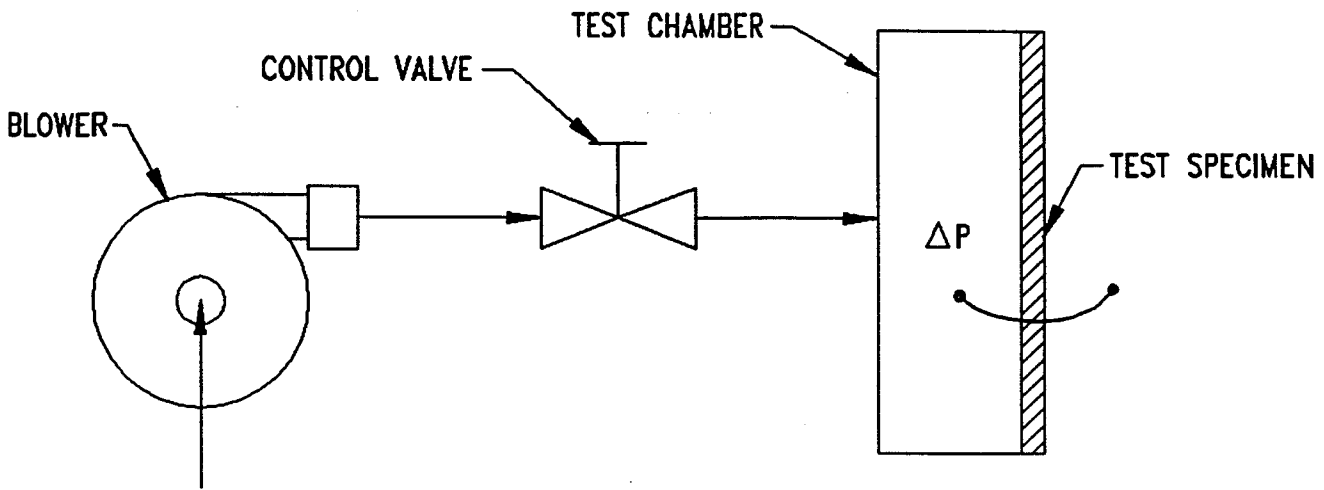 TEST CHAMBER
CONTROL VALVE
BLOWER
TEST SPECIMEN
ΔP